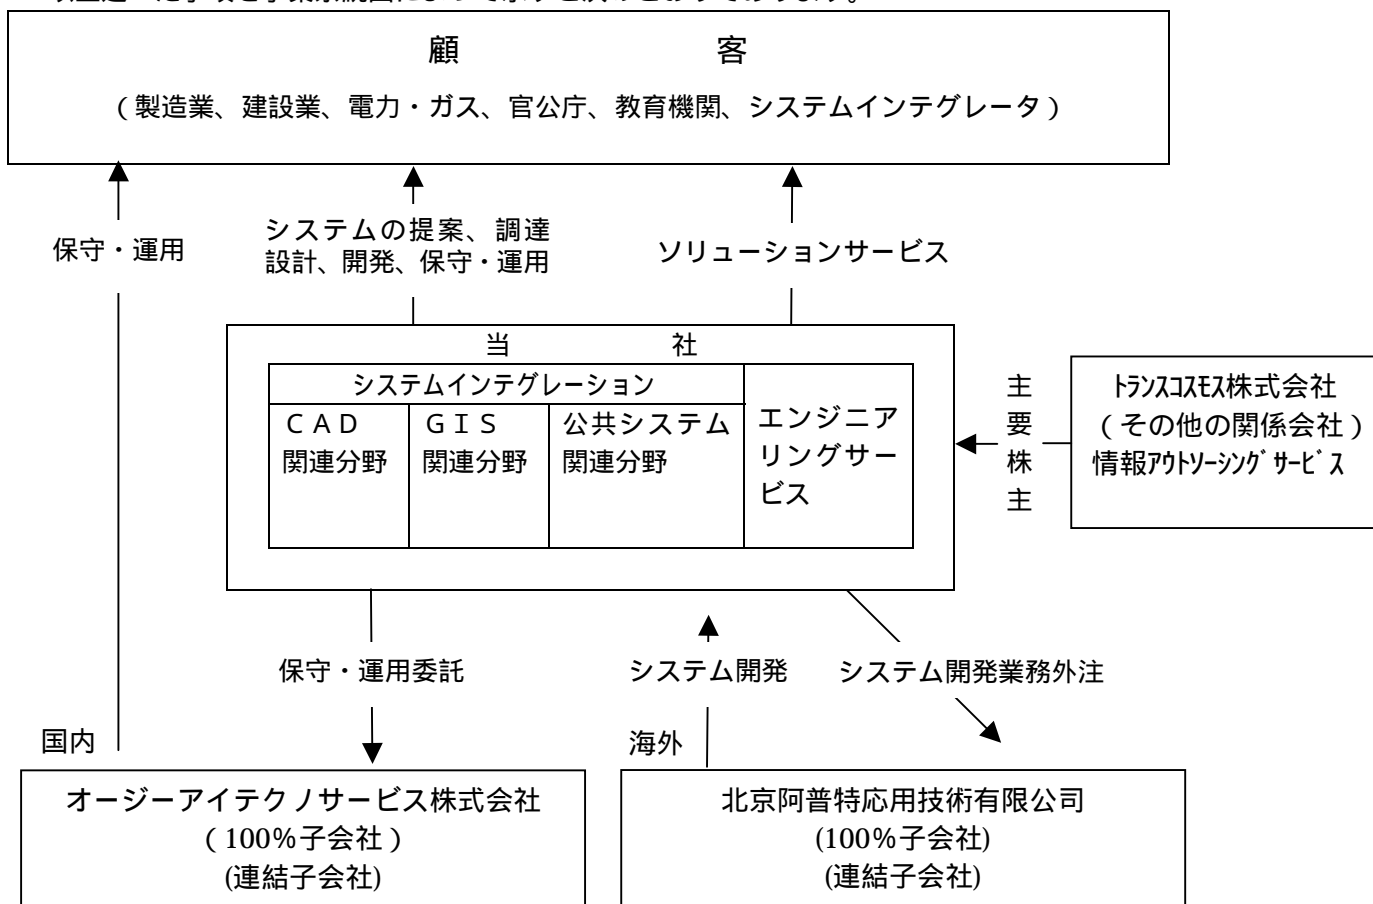 顧 客
（製造業、建設業、電力・ガス、官公庁、教育機関、システムインテグレータ）
保守・運用
システムの提案、調達
設計、開発、保守・運用
ソリューションサービス
当 社
システムインテグレーション
ＣＡＤ
関連分野
ＧＩＳ
関連分野
公共システム
関連分野
エンジニア
リングサー
ビス
主要株主
ﾄﾗﾝｽｺｽﾓｽ株式会社
（その他の関係会社）
情報ｱｳﾄｿｰｼﾝｸﾞｻｰﾋﾞｽ
保守・運用委託
システム開発
システム開発業務外注
国内
海外
オージーアイテクノサービス株式会社
（100％子会社）
(連結子会社)
北京阿普特応用技術有限公司
(100％子会社)
(連結子会社)